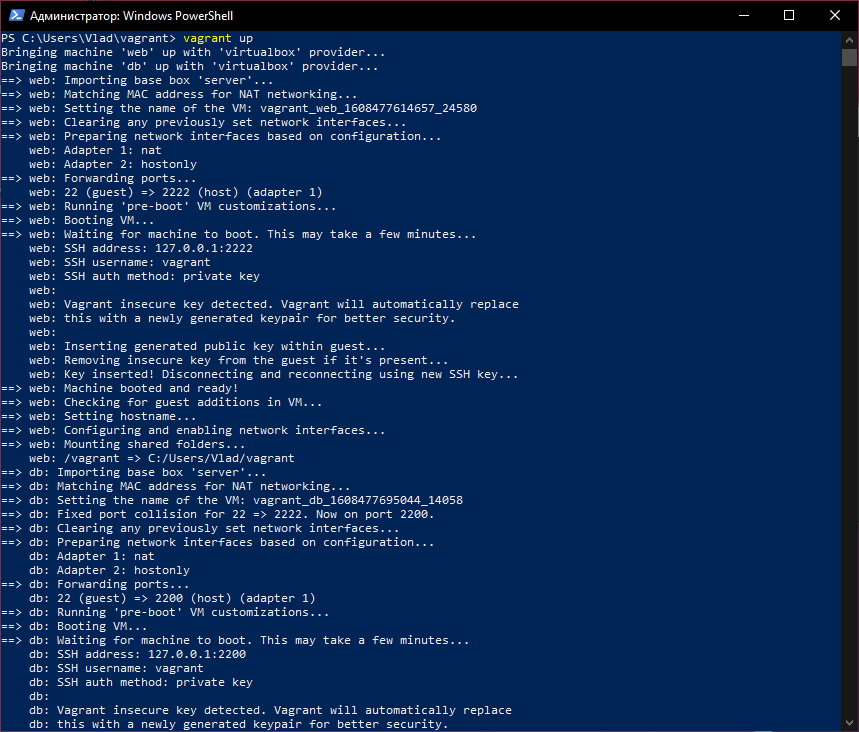 Администратор: Windows PowerShell
PS C:\Users\Vlad\vagrant> vagrant up
Bringing machine 'web' up with 'virtualbox' provider...
Bringing machine 'db' up with 'virtualbox' provider...
==> web: Importing base box 'server'...
==> web: Matching MAC address for NAT networking...
==> web: Setting the name of the VM: vagrant_web_1608477614657_24580
==> web: Clearing any previously set network interfaces...
==> web: Preparing network interfaces based on configuration...
    web: Adapter 1: nat
    web: Adapter 2: hostonly
==> web: Forwarding ports...
    web: 22 (guest) => 2222 (host) (adapter 1)
==> web: Running 'pre-boot' VM customizations...
==> web: Booting VM...
==> web: Waiting for machine to boot. This may take a few minutes...
    web: SSH address: 127.0.0.1:2222
    web: SSH username: vagrant
    web: SSH auth method: private key
    web:
    web: Vagrant insecure key detected. Vagrant will automatically replace
    web: this with a newly generated keypair for better security.
    web:
    web: Inserting generated public key within guest...
    web: Removing insecure key from the guest if it's present...
    web: Key inserted! Disconnecting and reconnecting using new SSH key...
==> web: Machine booted and ready!
==> web: Checking for guest additions in VM...
==> web: Setting hostname...
==> web: Configuring and enabling network interfaces...
==> web: Mounting shared folders...
    web: /vagrant => C:/Users/Vlad/vagrant
==> db: Importing base box 'server'...
==> db: Matching MAC address for NAT networking...
==> db: Setting the name of the VM: vagrant_db_1608477695044_14058
==> db: Fixed port collision for 22 => 2222. Now on port 2200.
==> db: Clearing any previously set network interfaces...
==> db: Preparing network interfaces based on configuration...
    db: Adapter 1: nat
    db: Adapter 2: hostonly
==> db: Forwarding ports...
    db: 22 (guest) => 2200 (host) (adapter 1)
==> db: Running 'pre-boot' VM customizations...
==> db: Booting VM...
==> db: Waiting for machine to boot. This may take a few minutes...
    db: SSH address: 127.0.0.1:2200
    db: SSH username: vagrant
    db: SSH auth method: private key
    db:
    db: Vagrant insecure key detected. Vagrant will automatically replace
    db: this with a newly generated keypair for better security.